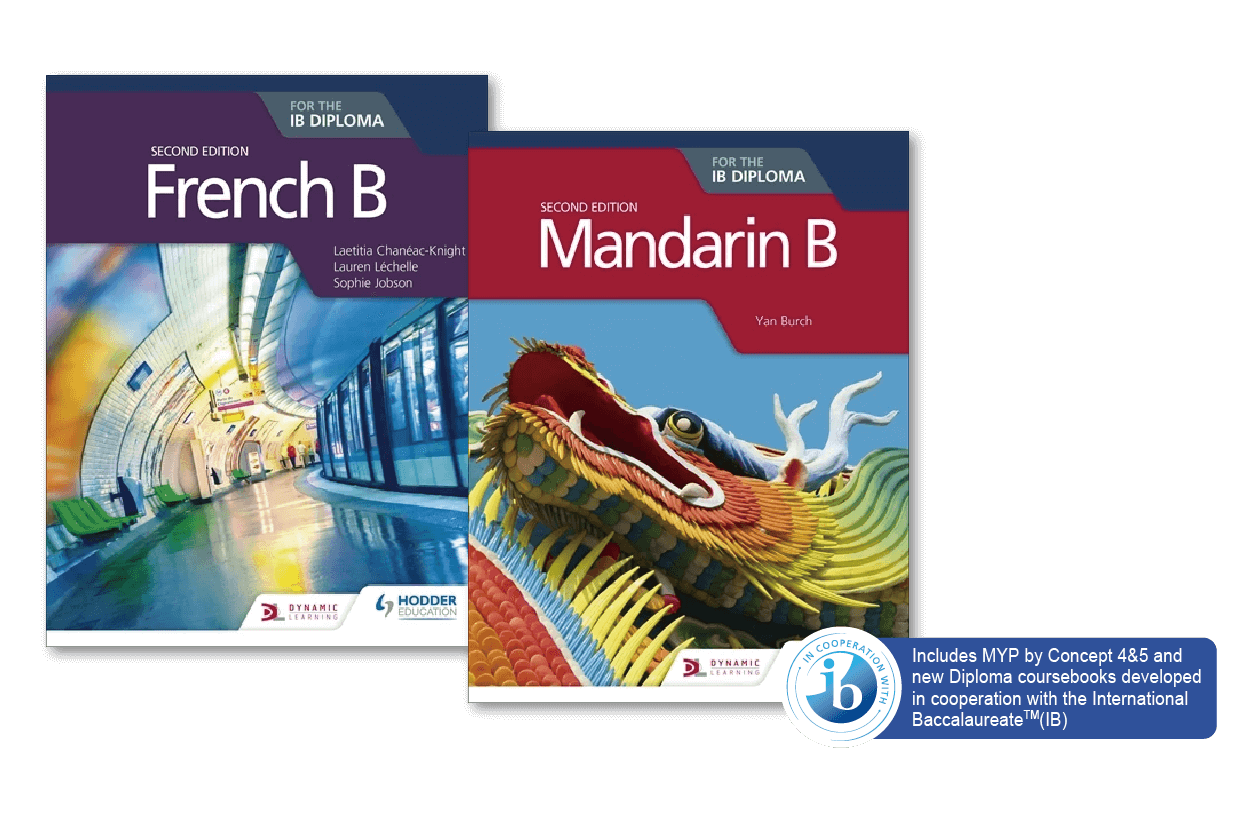 FOR THE
IB DIPLOMA
SECOND EDITION
French B
Laetitia Chanéac-Knight
Lauren Léchelle
Sophie Jobson
DYNAMIC
LEARNING
HODDER
EDUCATION
FOR THE
IB DIPLOMA
SECOND EDITION
Mandarin B
Yan Burch
DYNAMIC
LEARNING
IN COOPERATION WITH
ib
Includes MYP by Concept 4&5 and
new Diploma coursebooks developed
in cooperation with the International
Baccalaureate™(IB)